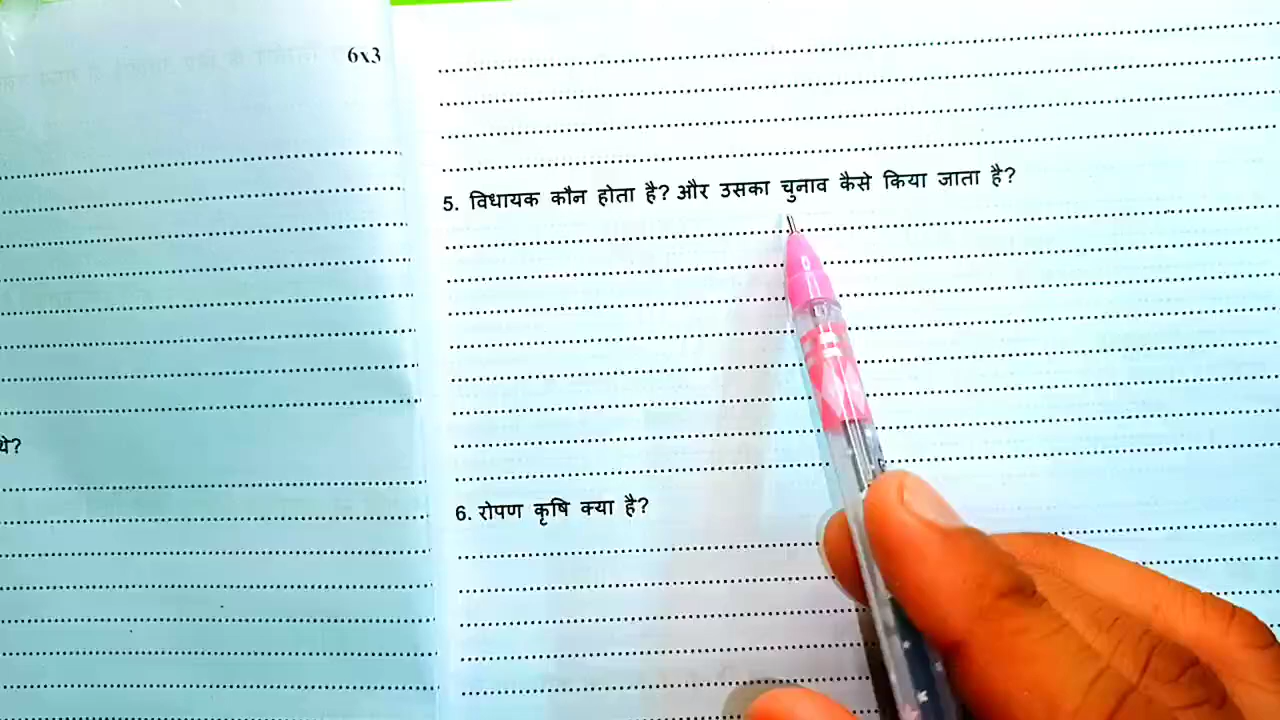 6x3
थे?
5. विधायक कौन होता है? और उसका चुनाव कैसे किया जाता है?
6. रोपण कृषि क्या है?